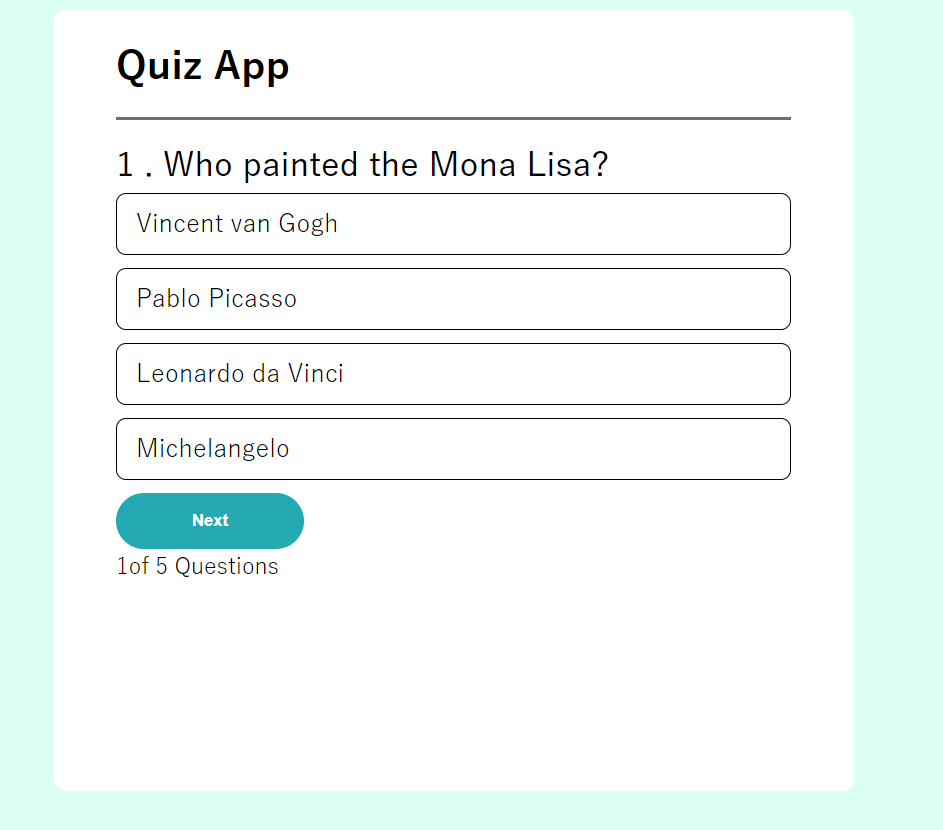 Quiz App
1 . Who painted the Mona Lisa?
Vincent van Gogh
Pablo Picasso
Leonardo da Vinci
Michelangelo
Next
1of 5 Questions